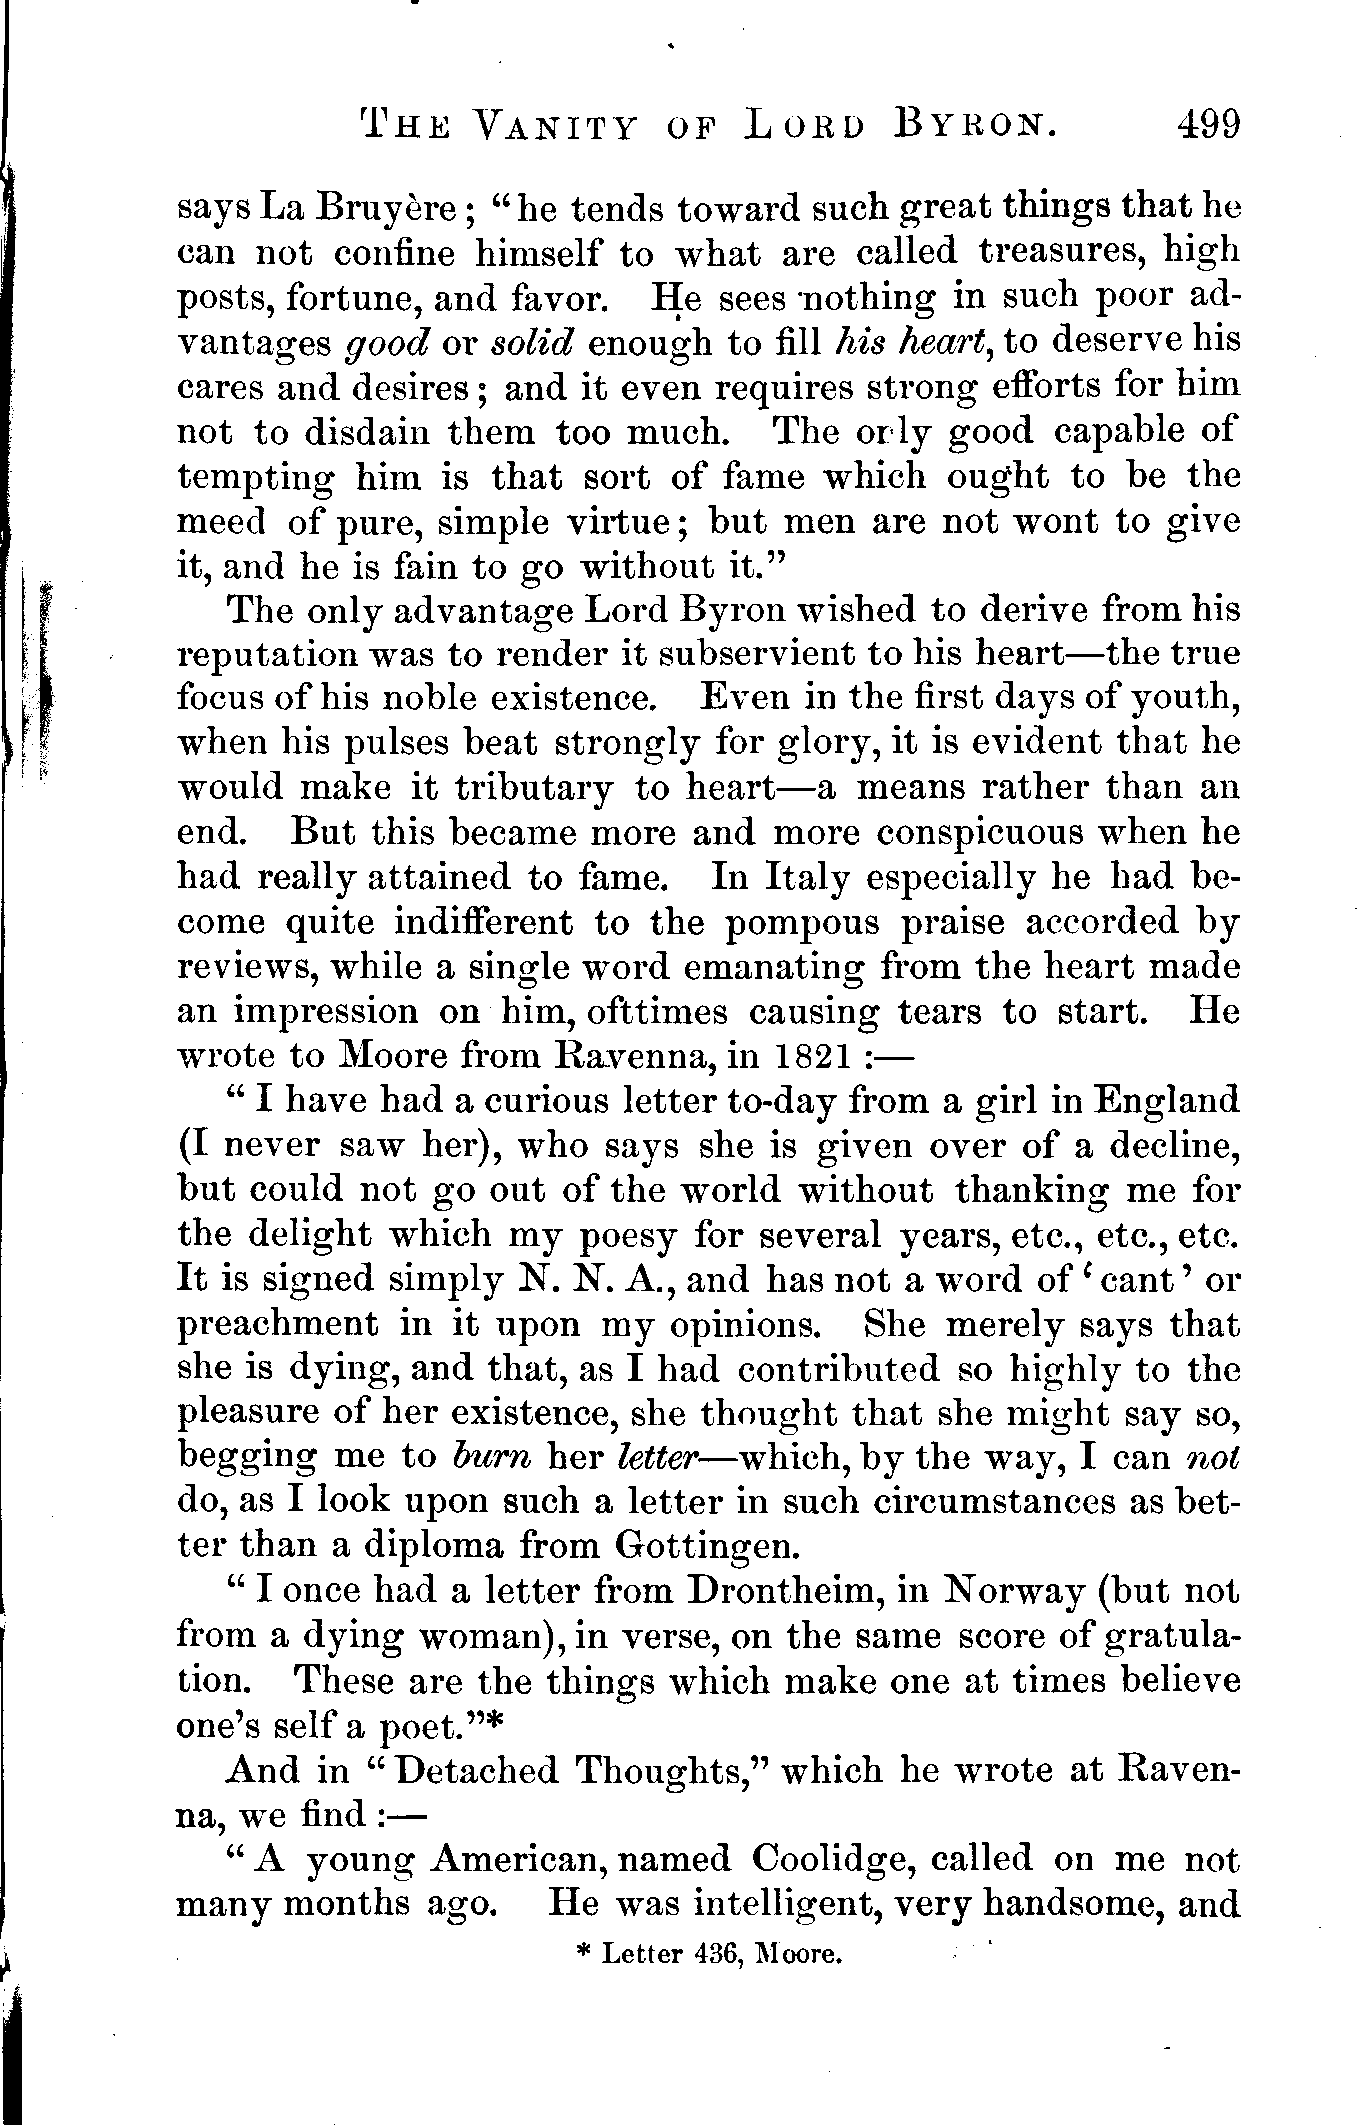 THE VANITY OF LORD BYRON. 499
says La Bruyère; "he tends toward such great things that he
can not confine himself to what are called treasures, high
posts, fortune, and favor. He sees nothing in such poor ad-
vantages good or solid enough to fill his heart, to deserve his
cares and desires; and it even requires strong efforts for him
not to disdain them too much. The only good capable of
tempting him is that sort of fame which ought to be the
meed of pure, simple virtue; but men are not wont to give
it, and he is fain to go without it."
The only advantage Lord Byron wished to derive from his
reputation was to render it subservient to his heart—the true
focus of his noble existence. Even in the first days of youth,
when his pulses beat strongly for glory, it is evident that he
would make it tributary to heart—a means rather than an
end. But this became more and more conspicuous when he
had really attained to fame. In Italy especially he had be-
come quite indifferent to the pompous praise accorded by
reviews, while a single word emanating from the heart made
an impression on him, ofttimes causing tears to start. He
wrote to Moore from Ravenna, in 1821:—
"I have had a curious letter to-day from a girl in England
(I never saw her), who says she is given over of a decline,
but could not go out of the world without thanking me for
the delight which my poesy for several years, etc., etc., etc.
It is signed simply N. N. A., and has not a word of 'cant' or
preachment in it upon my opinions. She merely says that
she is dying, and that, as I had contributed so highly to the
pleasure of her existence, she thought that she might say so,
begging me to burn her letter—which, by the way, I can not
do, as I look upon such a letter in such circumstances as bet-
ter than a diploma from Gottingen.
"I once had a letter from Drontheim, in Norway (but not
from a dying woman), in verse, on the same score of gratula-
tion. These are the things which make one at times believe
one's self a poet."*
And in "Detached Thoughts," which he wrote at Raven-
na, we find:—
"A young American, named Coolidge, called on me not
many months ago. He was intelligent, very handsome, and
* Letter 436, Moore.